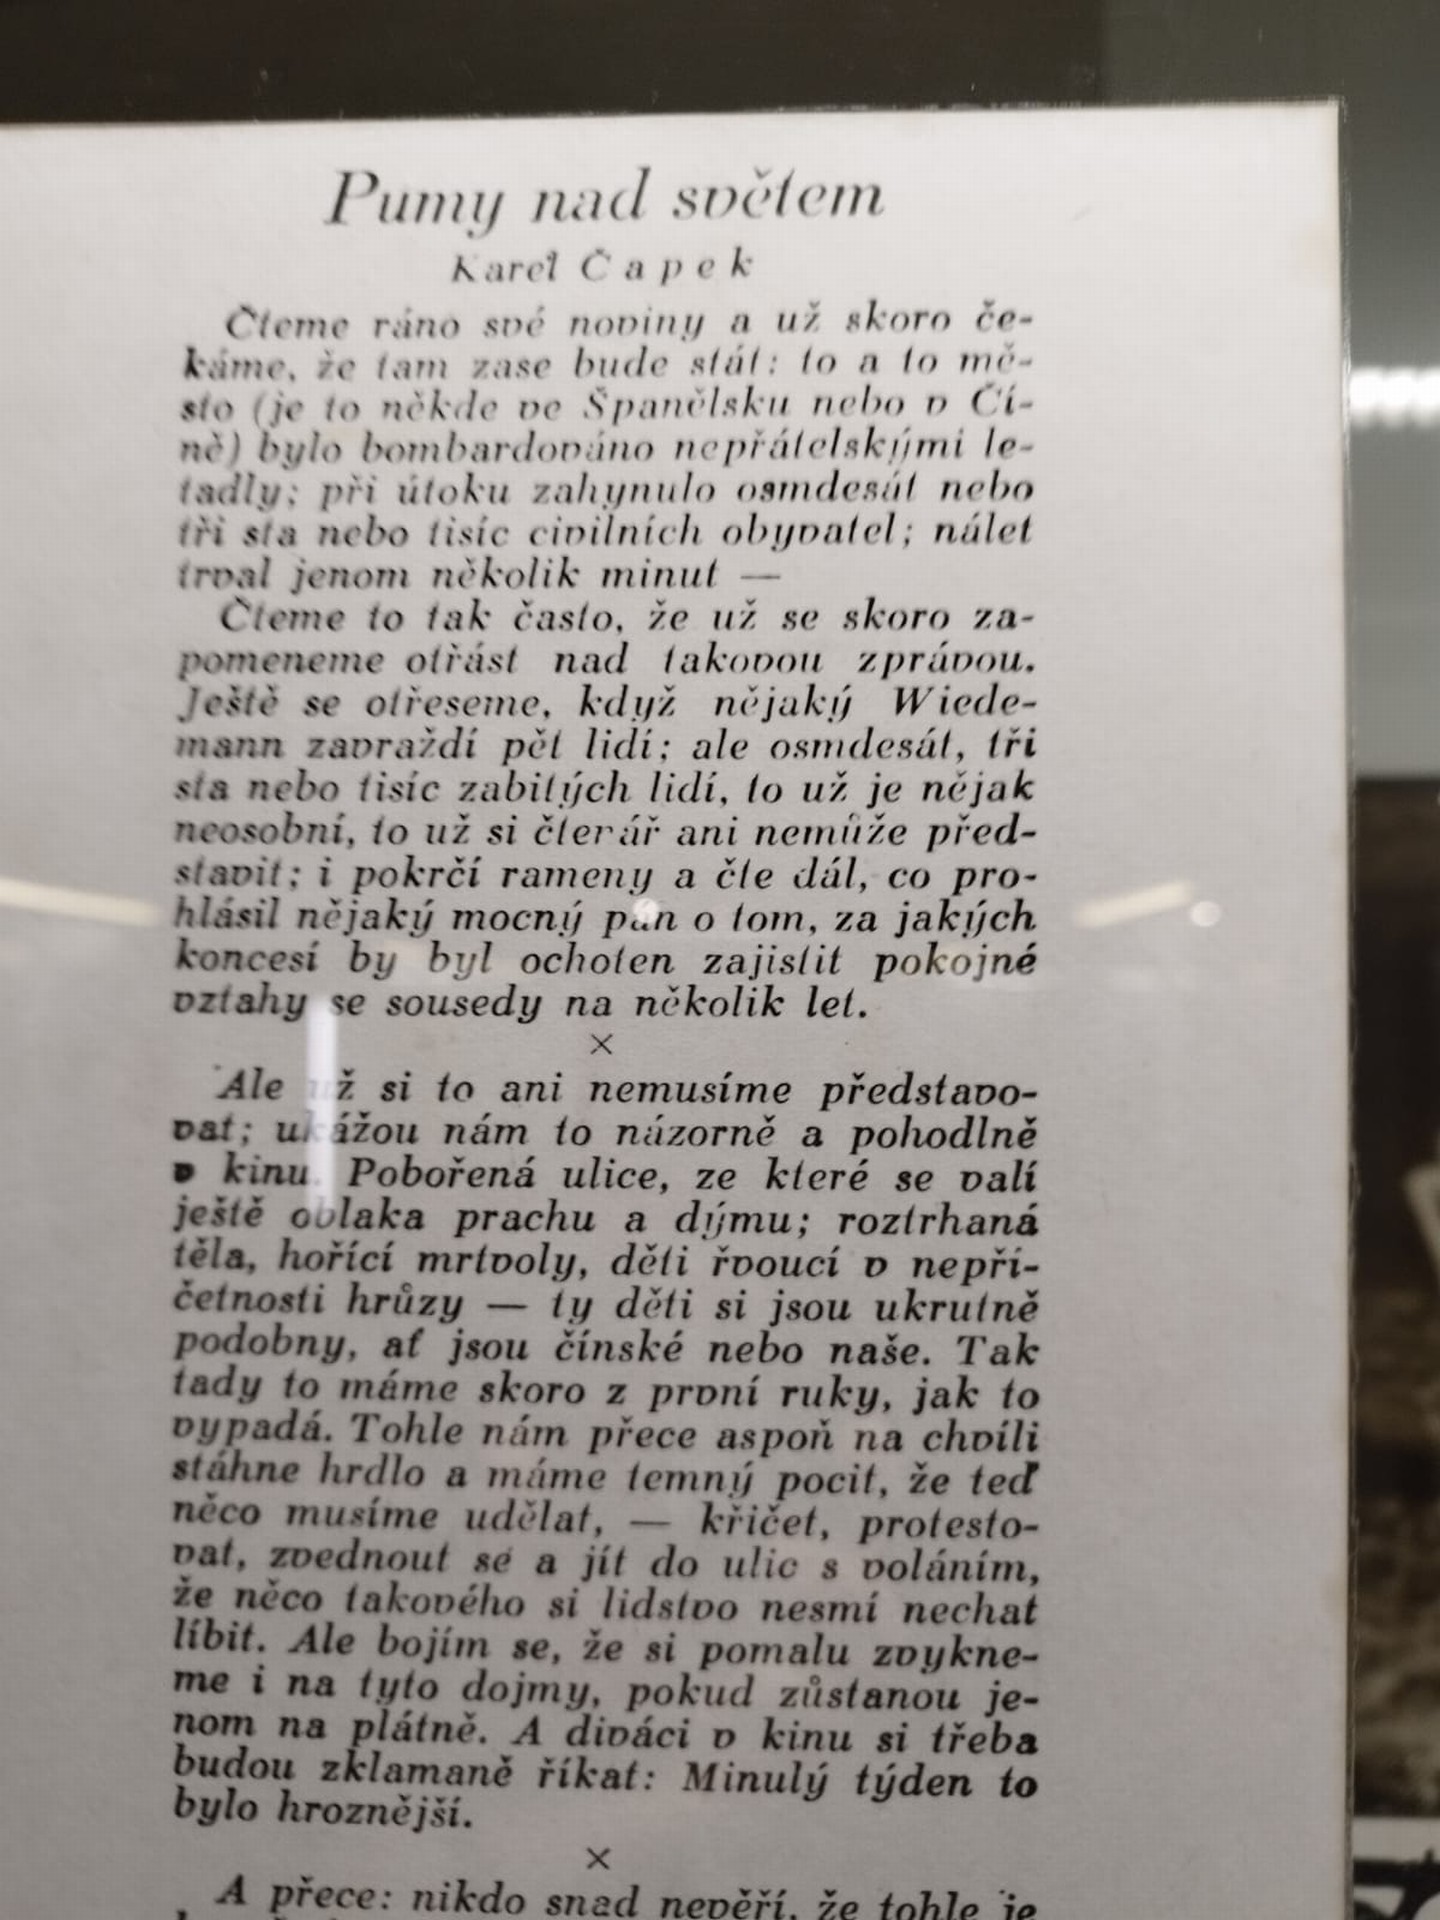 Pumy nad světem
Karel Čapek
Čteme ráno své noviny a už skoro če-
káme, že tam zase bude stát: to a to mě-
sto (je to někde ve Španělsku nebo v Čí-
ně) bylo bombardováno nepřátelskými le-
tadly; při útoku zahynulo osmdesát nebo
tři sta nebo tisíc civilních obyvatel; nálet
trval jenom několik minut —
Čteme to tak často, že už se skoro za-
pomeneme otřást nad takovou zprávou.
Ještě se otřeseme, když nějaký Wiede-
mann zavraždí pět lidí; ale osmdesát, tři
sta nebo tisíc zabitých lidí, to už je nějak
neosobní, to už si čtenář ani nemůže před-
stavit; i pokrčí rameny a čte dál, co pro-
hlásil nějaký mocný pán o tom, za jakých
koncesí by byl ochoten zajistit pokojné
vztahy se sousedy na několik let.
×
Ale už si to ani nemusíme představo-
vat; ukážou nám to názorně a pohodlně
v kinu. Pobořená ulice, ze které se valí
ještě oblaka prachu a dýmu; roztrhaná
těla, hořící mrtvoly, děti řvoucí v nepří-
četnosti hrůzy — ty děti si jsou ukrutně
podobny, ať jsou čínské nebo naše. Tak
tady to máme skoro z první ruky, jak to
vypadá. Tohle nám přece aspoň na chvíli
stáhne hrdlo a máme temný pocit, že teď
něco musíme udělat, — křičet, protesto-
vat, zvednout se a jít do ulic s voláním,
že něco takového si lidstvo nesmí nechat
líbit. Ale bojím se, že si pomalu zvykne-
me i na tyto dojmy, pokud zůstanou je-
nom na plátně. A diváci v kinu si třeba
budou zklamaně říkat: Minulý týden to
bylo hroznější.
×
A přece: nikdo snad nevěří, že tohle je